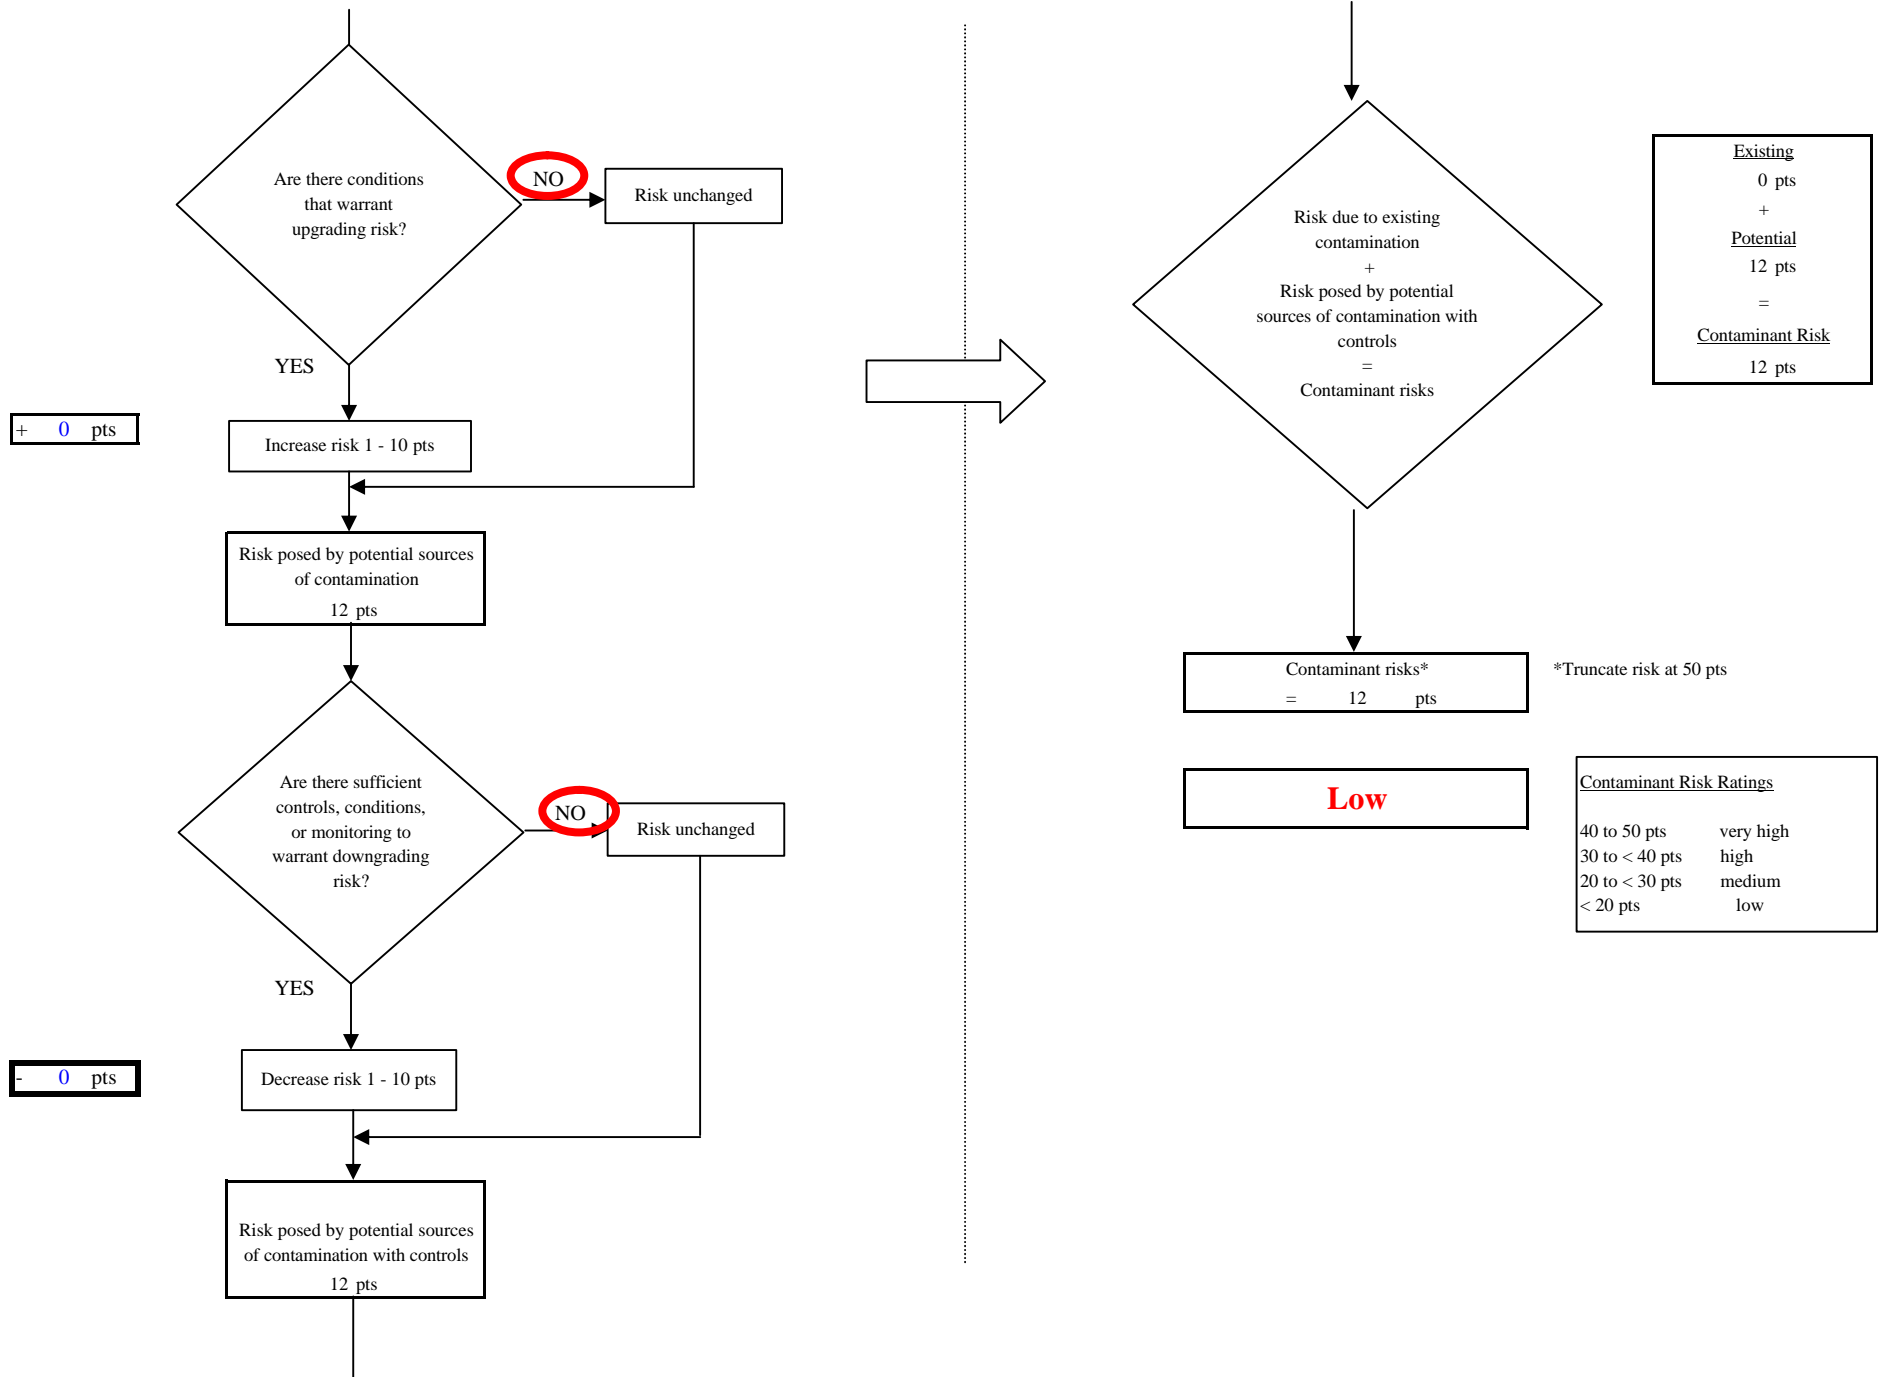 Are there conditions
that warrant
upgrading risk?
NO
Risk unchanged
YES
+ 0 pts
Increase risk 1 - 10 pts
Risk posed by potential sources
of contamination
12 pts
Are there sufficient
controls, conditions,
or monitoring to
warrant downgrading
risk?
NO
Risk unchanged
YES
- 0 pts
Decrease risk 1 - 10 pts
Risk posed by potential sources
of contamination with controls
12 pts
Risk due to existing
contamination
+
Risk posed by potential
sources of contamination with
controls
=
Contaminant risks
Existing
0 pts
+
Potential
12 pts
=
Contaminant Risk
12 pts
Contaminant risks*
= 12 pts
*Truncate risk at 50 pts
Low
Contaminant Risk Ratings
40 to 50 pts very high
30 to < 40 pts high
20 to < 30 pts medium
< 20 pts low